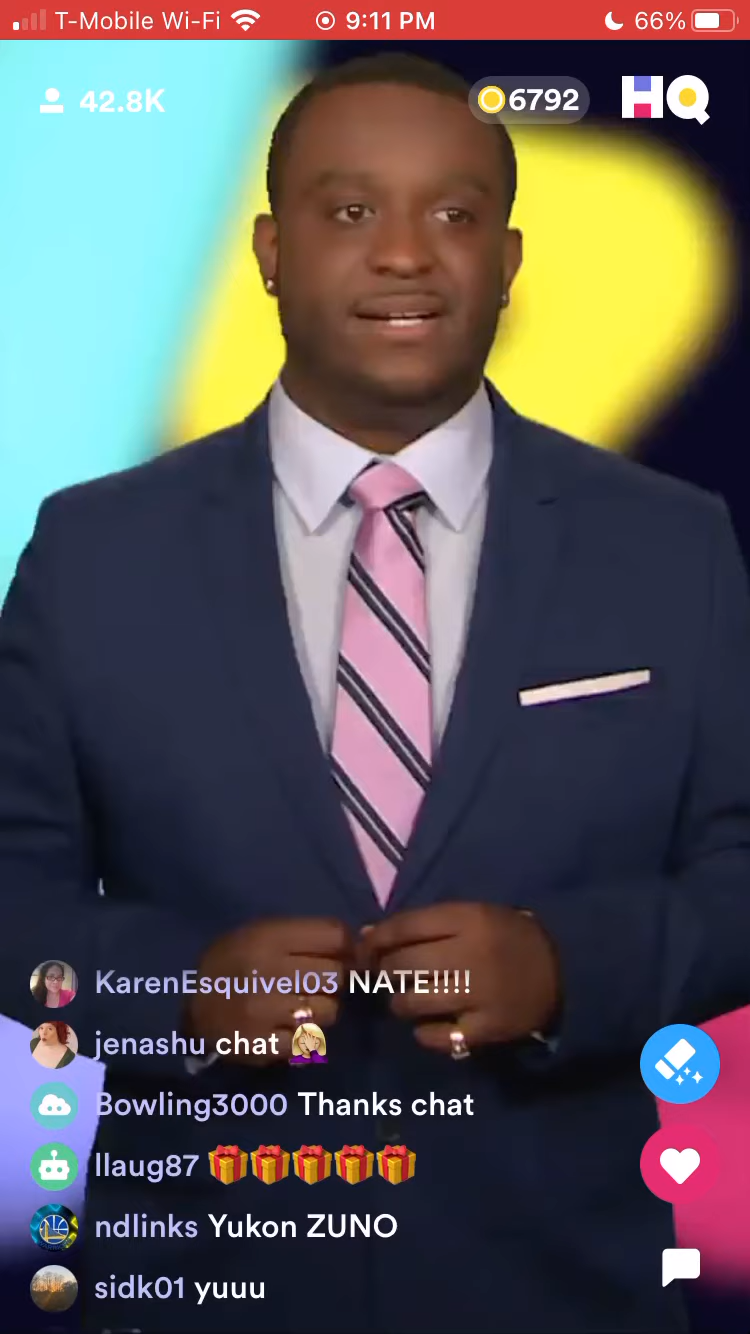 T-Mobile Wi-Fi 9:11 PM 66%
42.8K 6792 HQ
KarenEsquivel03 NATE!!!!
jenashu chat 🤦🏼‍♀️
Bowling3000 Thanks chat
llaug87 🎁🎁🎁🎁🎁
ndlinks Yukon ZUNO
sidk01 yuuu